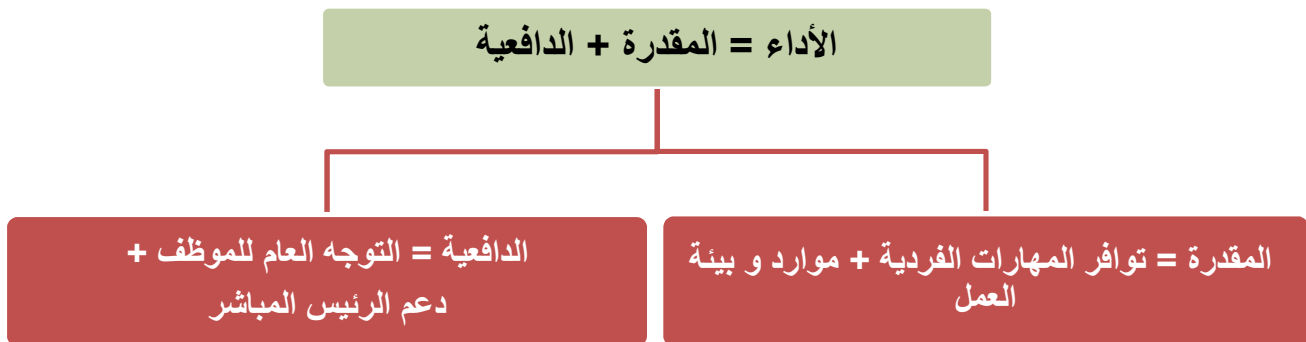 الأداء = المقدرة + الدافعية
المقدرة = توافر المهارات الفردية + موارد و بيئة
العمل
الدافعية = التوجه العام للموظف +
دعم الرئيس المباشر